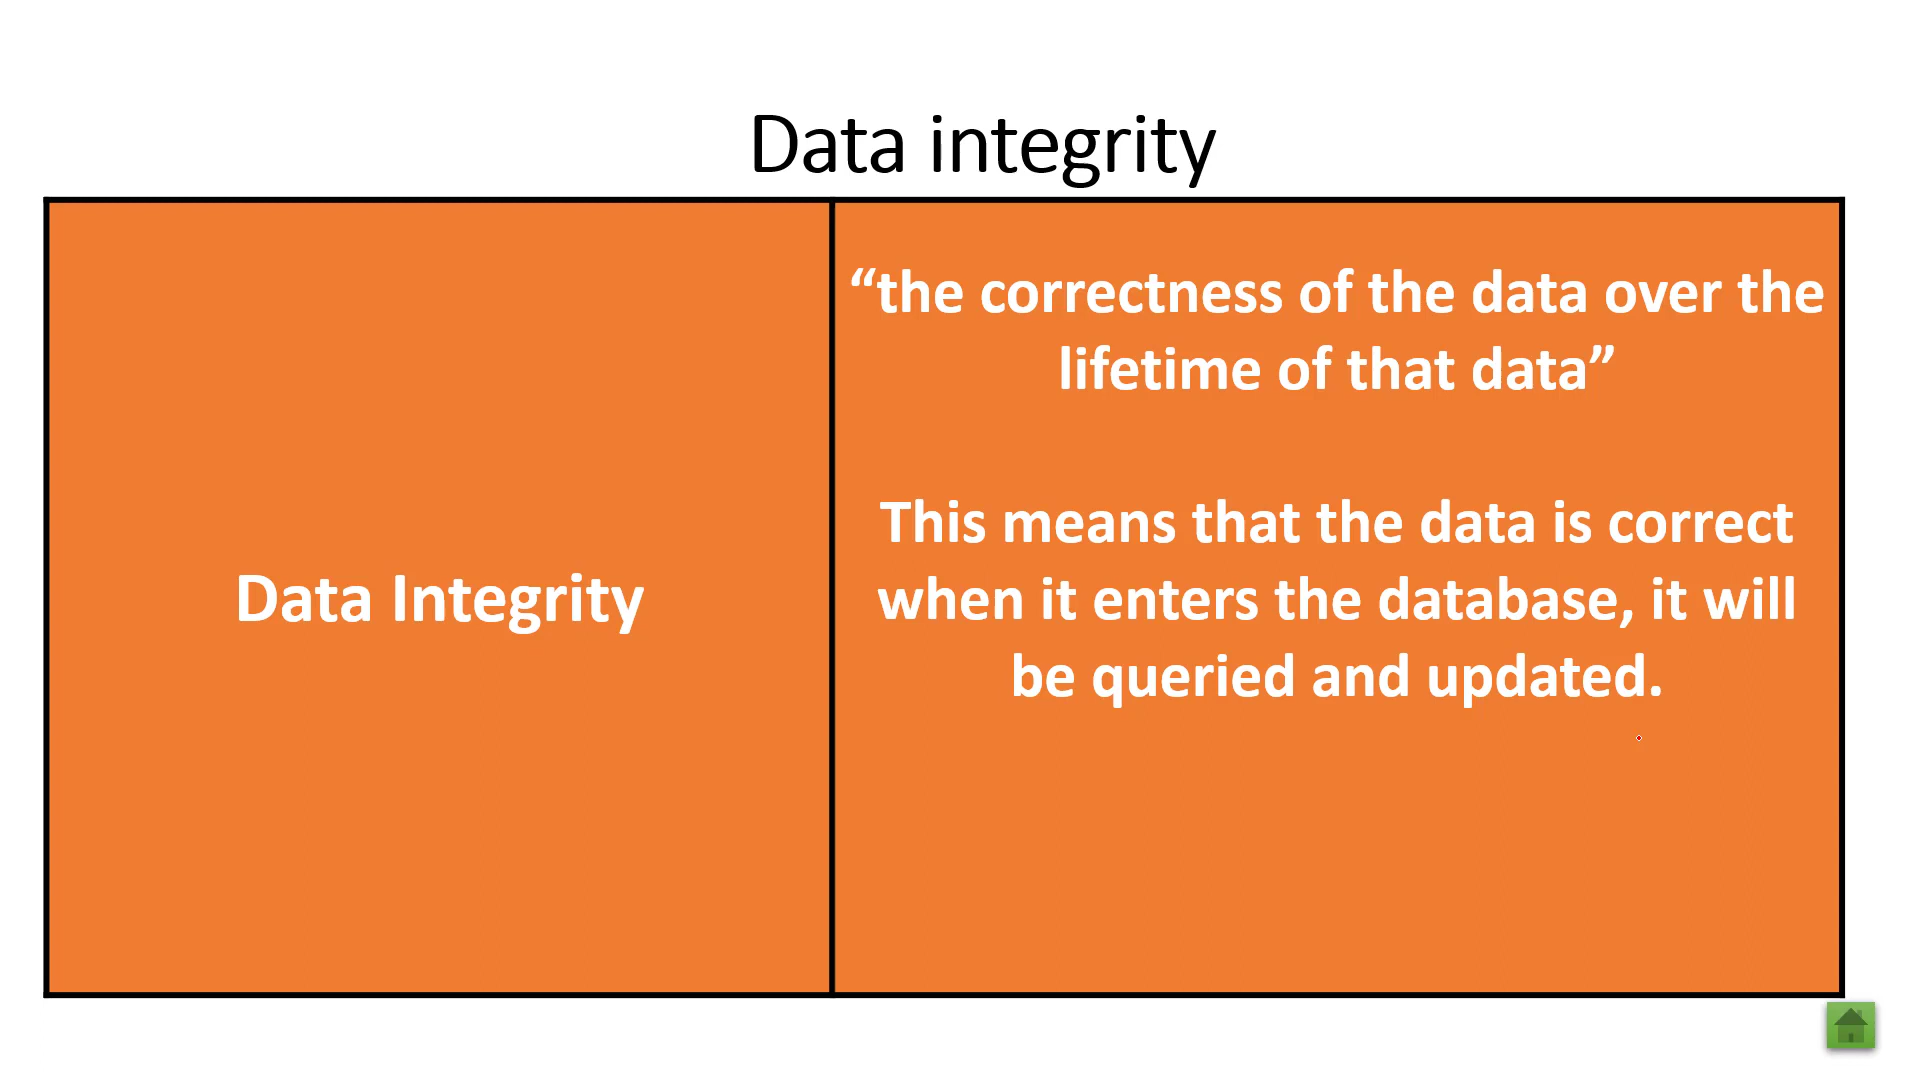 Data integrity
Data Integrity
“the correctness of the data over the
lifetime of that data”
This means that the data is correct
when it enters the database, it will
be queried and updated.